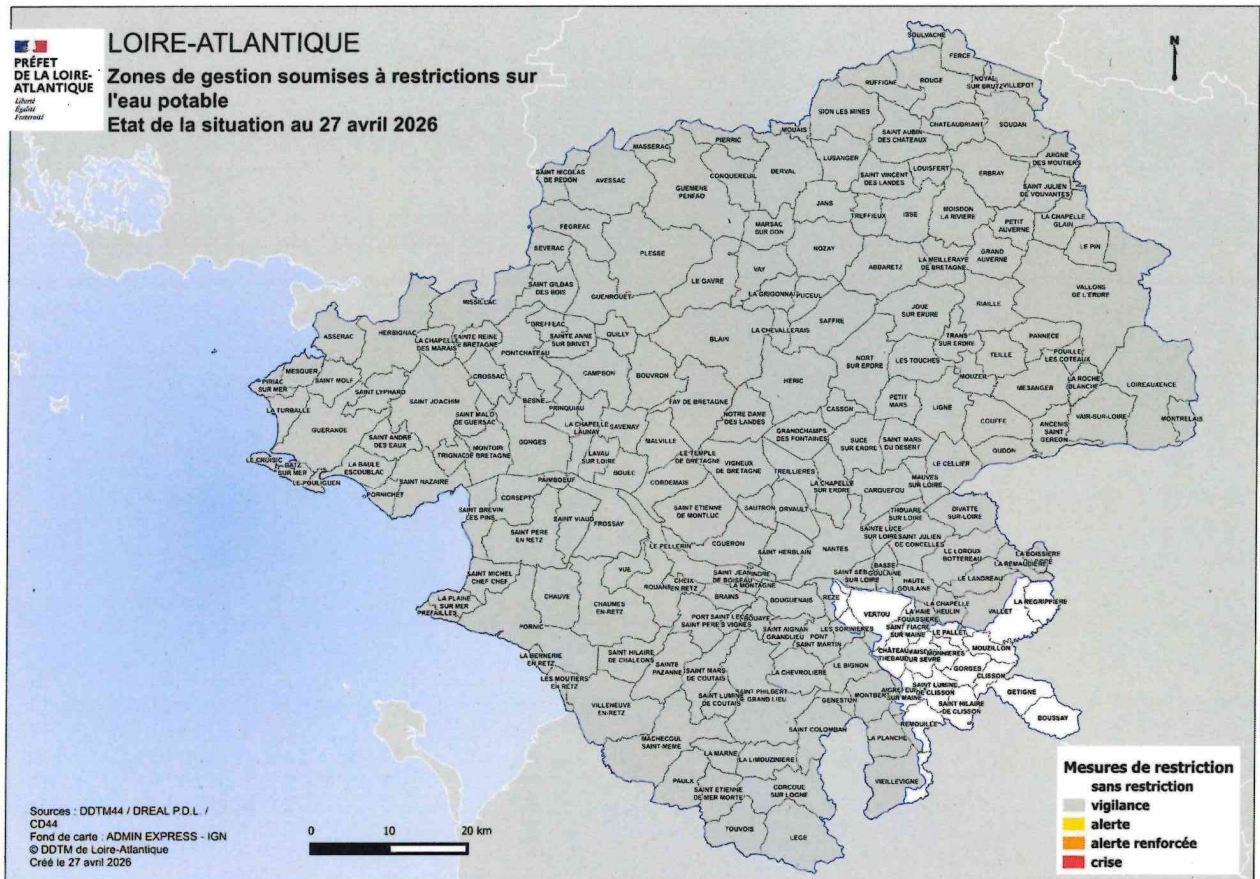 PRÉFET
DE LA LOIRE-
ATLANTIQUE
Liberté
Égalité
Fraternité
LOIRE-ATLANTIQUE
Zones de gestion soumises à restrictions sur
l'eau potable
Etat de la situation au 27 avril 2026
N
SOULVACHE
FERCE
RUFFIGNE
ROUGE
NOYAL
SUR BRUTZ
VILLEPOT
SION LES MINES
MOUAIS
SAINT AUBIN
DES CHATEAUX
CHATEAUBRIANT
SOUDAN
PIERRIC
MASSERAC
LUSANGER
JUIGNE
DES MOUTIERS
SAINT NICOLAS
DE REDON
AVESSAC
CONQUEREUIL
DERVAL
SAINT VINCENT
DES LANDES
LOUISFERT
ERBRAY
GUEMENE
PENFAO
SAINT JULIEN
DE VOUVANTES
JANS
TREFFIEUX
ISSE
MOISDON
LA RIVIERE
PETIT
AUVERNE
LA CHAPELLE
GLAIN
FEGREAC
MARSAC
SUR DON
LE PIN
SEVERAC
PLESSE
NOZAY
GRAND
AUVERNE
ABBARETZ
LA MEILLERAYE
DE BRETAGNE
VAY
LE GAVRE
SAINT GILDAS
DES BOIS
GUENROUET
LA GRIGONNAI
PUCEUL
VALLONS
DE L'ERDRE
MISSILLAC
RIAILLE
JOUE
SUR ERDRE
SAFFRE
DREFFEAC
LA CHEVALLERAIS
ASSERAC
HERBIGNAC
LA CHAPELLE
DES MARAIS
SAINTE REINE
DE BRETAGNE
SAINTE ANNE
SUR BRIVET
QUILLY
BLAIN
TRANS
SUR ERDRE
PANNECE
PONTCHATEAU
TEILLE
POUILLE
LES COTEAUX
NORT
SUR ERDRE
LES TOUCHES
MESQUER
CROSSAC
CAMPBON
BOUVRON
HERIC
MOUZEIL
PIRIAC
SUR MER
SAINT MOLF
MESANGER
LA ROCHE
BLANCHE
LOIREAUXENCE
SAINT LYPHARD
SAINT JOACHIM
BESNE
PRINQUIAU
FAY DE BRETAGNE
PETIT
MARS
LIGNE
LA TURBALLE
SAINT MALO
DE GUERSAC
CASSON
NOTRE DAME
DES LANDES
COUFFE
VAIR-SUR-LOIRE
MONTRELAIS
GUERANDE
LA CHAPELLE
LAUNAY
SAVENAY
GRANDCHAMPS
DES FONTAINES
ANCENIS
SAINT
GEREON
SAINT ANDRE
DES EAUX
MONTOIR
DE BRETAGNE
TRIGNAC
DONGES
MALVILLE
SUCE
SUR ERDRE
SAINT MARS
DU DESERT
OUDON
LE CROISIC
BATZ
SUR MER
LE POULIGUEN
LA BAULE
ESCOUBLAC
LAVAU
SUR LOIRE
BOUEE
LE TEMPLE
DE BRETAGNE
VIGNEUX
DE BRETAGNE
TREILLIERES
LE CELLIER
SAINT NAZAIRE
PAIMBOEUF
CORDEMAIS
LA CHAPELLE
SUR ERDRE
CARQUEFOU
MAUVES
SUR LOIRE
PORNICHET
CORSEPT
SAINT BREVIN
LES PINS
SAINT VIAUD
FROSSAY
SAINT ETIENNE
DE MONTLUC
SAUTRON
ORVAULT
THOUARE
SUR LOIRE
DIVATTE
SUR-LOIRE
SAINT PERE
EN RETZ
SAINTE LUCE
SUR LOIRE
SAINT JULIEN
DE CONCELLES
COUERON
LE PELLERIN
SAINT HERBLAIN
NANTES
LE LOROUX
BOTTEREAU
LA BOISSIERE
LA REMAUDIERE
VUE
SAINT MICHEL
CHEF CHEF
SAINT JEAN
DE BOISEAU
INDRE
SAINT SEB
SUR LOIRE
BASSE
GOULAINE
HAUTE
GOULAINE
LE LANDREAU
ROUANS
CHEIX
EN RETZ
LA MONTAGNE
BRAINS
BOUGUENAIS
REZE
VERTOU
LA CHAPELLE
HEULIN
VALLET
LA REGRIPPIERE
LA PLAINE
SUR MER
PREFAILLES
CHAUVE
CHAUMES
EN-RETZ
LA HAIE
FOUASSIERE
PORNIC
PORT SAINT PERE
SAINT LEGER
S VIGNES
BOUAYE
SAINT AIGNAN
GRANDLIEU
PONT
SAINT MARTIN
LES SORINIERES
SAINT FIACRE
SUR MAINE
LE PALLET
MOUZILLON
CHÂTEAU
THEBAUD
MAISD
SUR SEVRE
MONNIERES
LA BERNERIE
EN RETZ
SAINT HILAIRE
DE CHALEONS
SAINTE
PAZANNE
SAINT MARS
DE COUTAIS
LE BIGNON
GORGES
CLISSON
LES MOUTIERS
EN RETZ
LA CHEVROLIERE
GETIGNE
VILLENEUVE
EN-RETZ
SAINT LUMINE
DE COUTAIS
SAINT PHILBERT
DE GRAND LIEU
GENESTON
MONTBERT
AIGREFEUI
SUR MAINE
SAINT LUMINE
DE CLISSON
SAINT HILAIRE
DE CLISSON
BOUSSAY
REMOUILLE
SAINT COLOMBAN
MACHECOUL
SAINT-MEME
LA PLANCHE
LA MARNE
LA LIMOUZINIERE
PAULX
VIEILLEVIGNE
SAINT ETIENNE
DE MER MORTE
CORCOUE
SUR LOGNE
TOUVOIS
LEGE
Sources : DDTM44 / DREAL P.D.L. /
CD44
Fond de carte : ADMIN EXPRESS - IGN
© DDTM de Loire-Atlantique
Créé le 27 avril 2026
0 10 20 km
Mesures de restriction
sans restriction
vigilance
alerte
alerte renforcée
crise